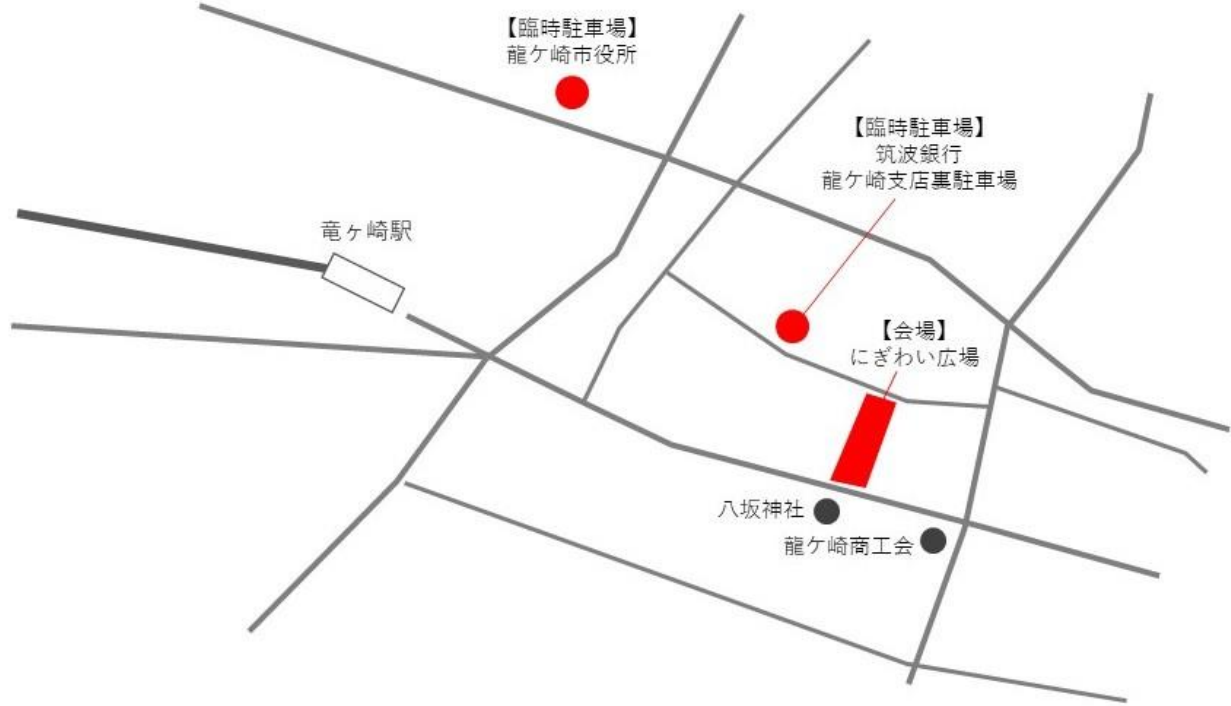 【臨時駐車場】
龍ケ崎市役所
【臨時駐車場】
筑波銀行
龍ケ崎支店裏駐車場
竜ヶ崎駅
【会場】
にぎわい広場
八坂神社
龍ケ崎商工会